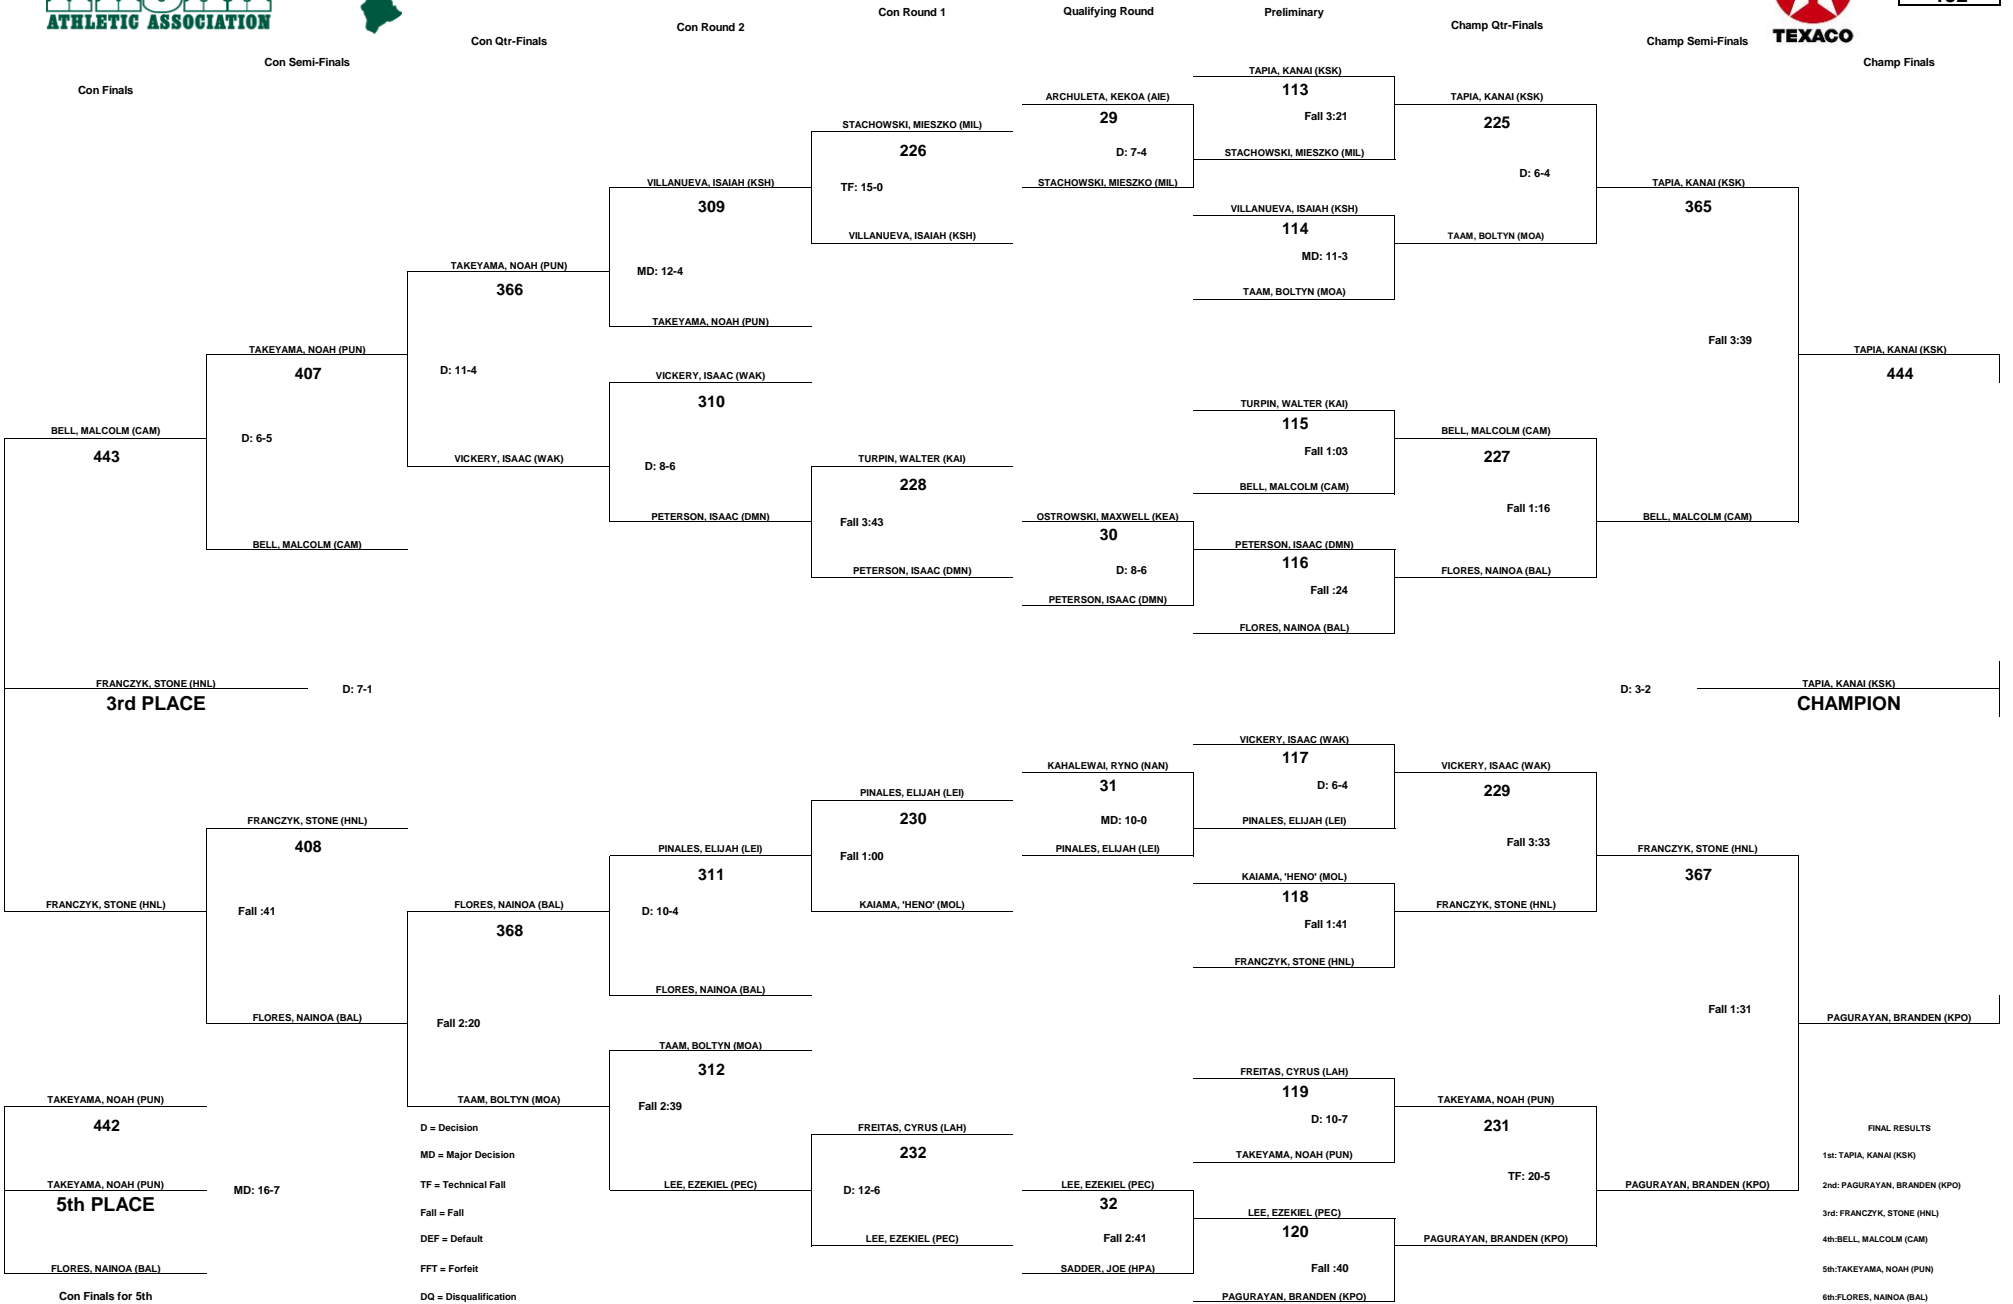 ATHLETIC ASSOCIATION
TEXACO
Con Finals
Con Semi-Finals
Con Qtr-Finals
Con Round 2
Con Round 1
Qualifying Round
Preliminary
Champ Qtr-Finals
Champ Semi-Finals
Champ Finals
BELL, MALCOLM (CAM)
443
FRANCZYK, STONE (HNL)
3rd PLACE
D: 7-1
FRANCZYK, STONE (HNL)
TAKEYAMA, NOAH (PUN)
442
TAKEYAMA, NOAH (PUN)
5th PLACE
MD: 16-7
FLORES, NAINOA (BAL)
Con Finals for 5th
TAKEYAMA, NOAH (PUN)
407
D: 6-5
BELL, MALCOLM (CAM)
FRANCZYK, STONE (HNL)
408
Fall :41
FLORES, NAINOA (BAL)
TAKEYAMA, NOAH (PUN)
366
D: 11-4
VICKERY, ISAAC (WAK)
FLORES, NAINOA (BAL)
368
Fall 2:20
TAAM, BOLTYN (MOA)
D = Decision
MD = Major Decision
TF = Technical Fall
Fall = Fall
DEF = Default
FFT = Forfeit
DQ = Disqualification
VILLANUEVA, ISAIAH (KSH)
309
MD: 12-4
TAKEYAMA, NOAH (PUN)
VICKERY, ISAAC (WAK)
310
D: 8-6
PETERSON, ISAAC (DMN)
PINALES, ELIJAH (LEI)
311
D: 10-4
FLORES, NAINOA (BAL)
TAAM, BOLTYN (MOA)
312
Fall 2:39
LEE, EZEKIEL (PEC)
STACHOWSKI, MIESZKO (MIL)
226
TF: 15-0
VILLANUEVA, ISAIAH (KSH)
TURPIN, WALTER (KAI)
228
Fall 3:43
PETERSON, ISAAC (DMN)
PINALES, ELIJAH (LEI)
230
Fall 1:00
KAIAMA, 'HENO' (MOL)
FREITAS, CYRUS (LAH)
232
D: 12-6
LEE, EZEKIEL (PEC)
ARCHULETA, KEKOA (AIE)
29
D: 7-4
STACHOWSKI, MIESZKO (MIL)
OSTROWSKI, MAXWELL (KEA)
30
D: 8-6
PETERSON, ISAAC (DMN)
KAHALEWAI, RYNO (NAN)
31
MD: 10-0
PINALES, ELIJAH (LEI)
LEE, EZEKIEL (PEC)
32
Fall 2:41
SADDER, JOE (HPA)
TAPIA, KANAI (KSK)
113
Fall 3:21
STACHOWSKI, MIESZKO (MIL)
VILLANUEVA, ISAIAH (KSH)
114
MD: 11-3
TAAM, BOLTYN (MOA)
TURPIN, WALTER (KAI)
115
Fall 1:03
BELL, MALCOLM (CAM)
PETERSON, ISAAC (DMN)
116
Fall :24
FLORES, NAINOA (BAL)
VICKERY, ISAAC (WAK)
117
D: 6-4
PINALES, ELIJAH (LEI)
KAIAMA, 'HENO' (MOL)
118
Fall 1:41
FRANCZYK, STONE (HNL)
FREITAS, CYRUS (LAH)
119
D: 10-7
TAKEYAMA, NOAH (PUN)
LEE, EZEKIEL (PEC)
120
Fall :40
PAGURAYAN, BRANDEN (KPO)
TAPIA, KANAI (KSK)
225
D: 6-4
TAAM, BOLTYN (MOA)
BELL, MALCOLM (CAM)
227
Fall 1:16
FLORES, NAINOA (BAL)
VICKERY, ISAAC (WAK)
229
Fall 3:33
FRANCZYK, STONE (HNL)
TAKEYAMA, NOAH (PUN)
231
TF: 20-5
PAGURAYAN, BRANDEN (KPO)
TAPIA, KANAI (KSK)
365
Fall 3:39
BELL, MALCOLM (CAM)
FRANCZYK, STONE (HNL)
367
Fall 1:31
PAGURAYAN, BRANDEN (KPO)
TAPIA, KANAI (KSK)
444
D: 3-2
TAPIA, KANAI (KSK)
CHAMPION
PAGURAYAN, BRANDEN (KPO)
FINAL RESULTS
1st: TAPIA, KANAI (KSK)
2nd: PAGURAYAN, BRANDEN (KPO)
3rd: FRANCZYK, STONE (HNL)
4th:BELL, MALCOLM (CAM)
5th:TAKEYAMA, NOAH (PUN)
6th:FLORES, NAINOA (BAL)